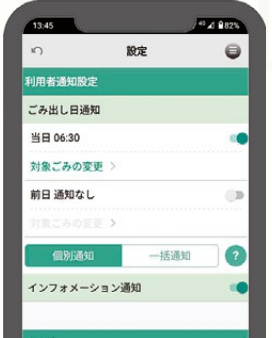 13:45
4G 82%
設定
利用者通知設定
ごみ出し日通知
当日 06:30
対象ごみの変更 >
前日 通知なし
対象ごみの変更 >
個別通知 一括通知 ?
インフォメーション通知